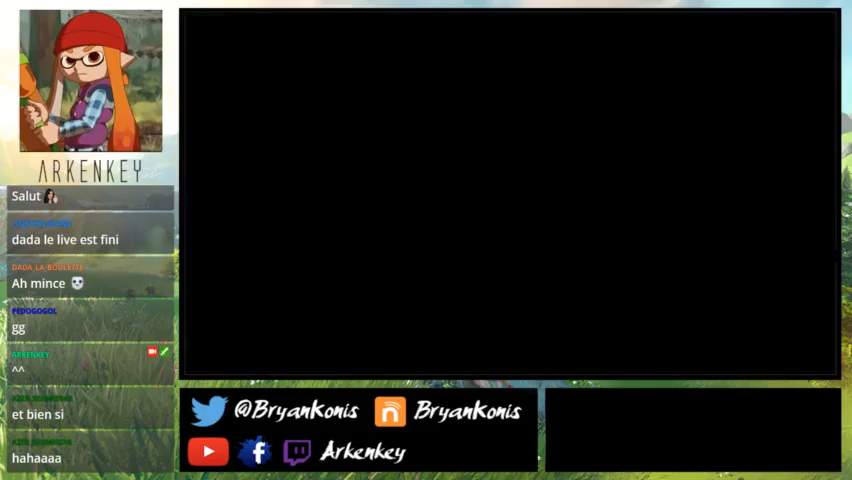 ARKENKEY
Salut
dada le live est fini
DADA_LA_BOULETTE
Ah mince
PEDOGOGOL
gg
ARKENKEY
^^
et bien si
hahaaaa
@BryanKonis
BryanKonis
Arkenkey